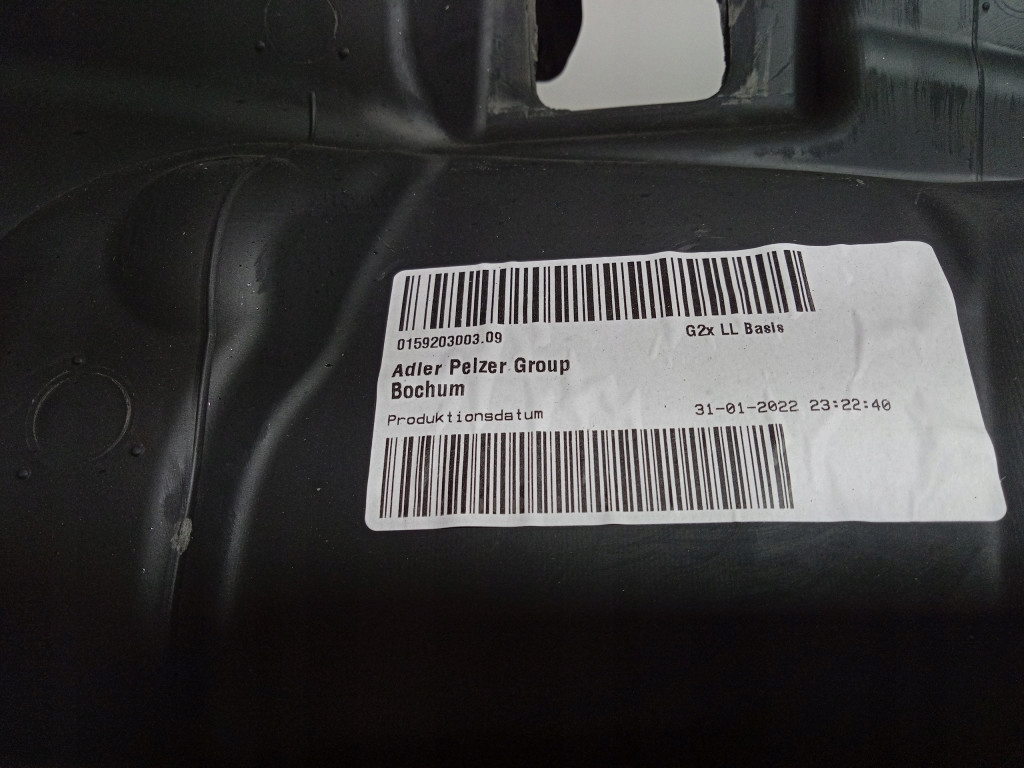 0159203003.09 G2x LL Basis
Adler Pelzer Group
Bochum
Produktionsdatum 31-01-2022 23:22:40